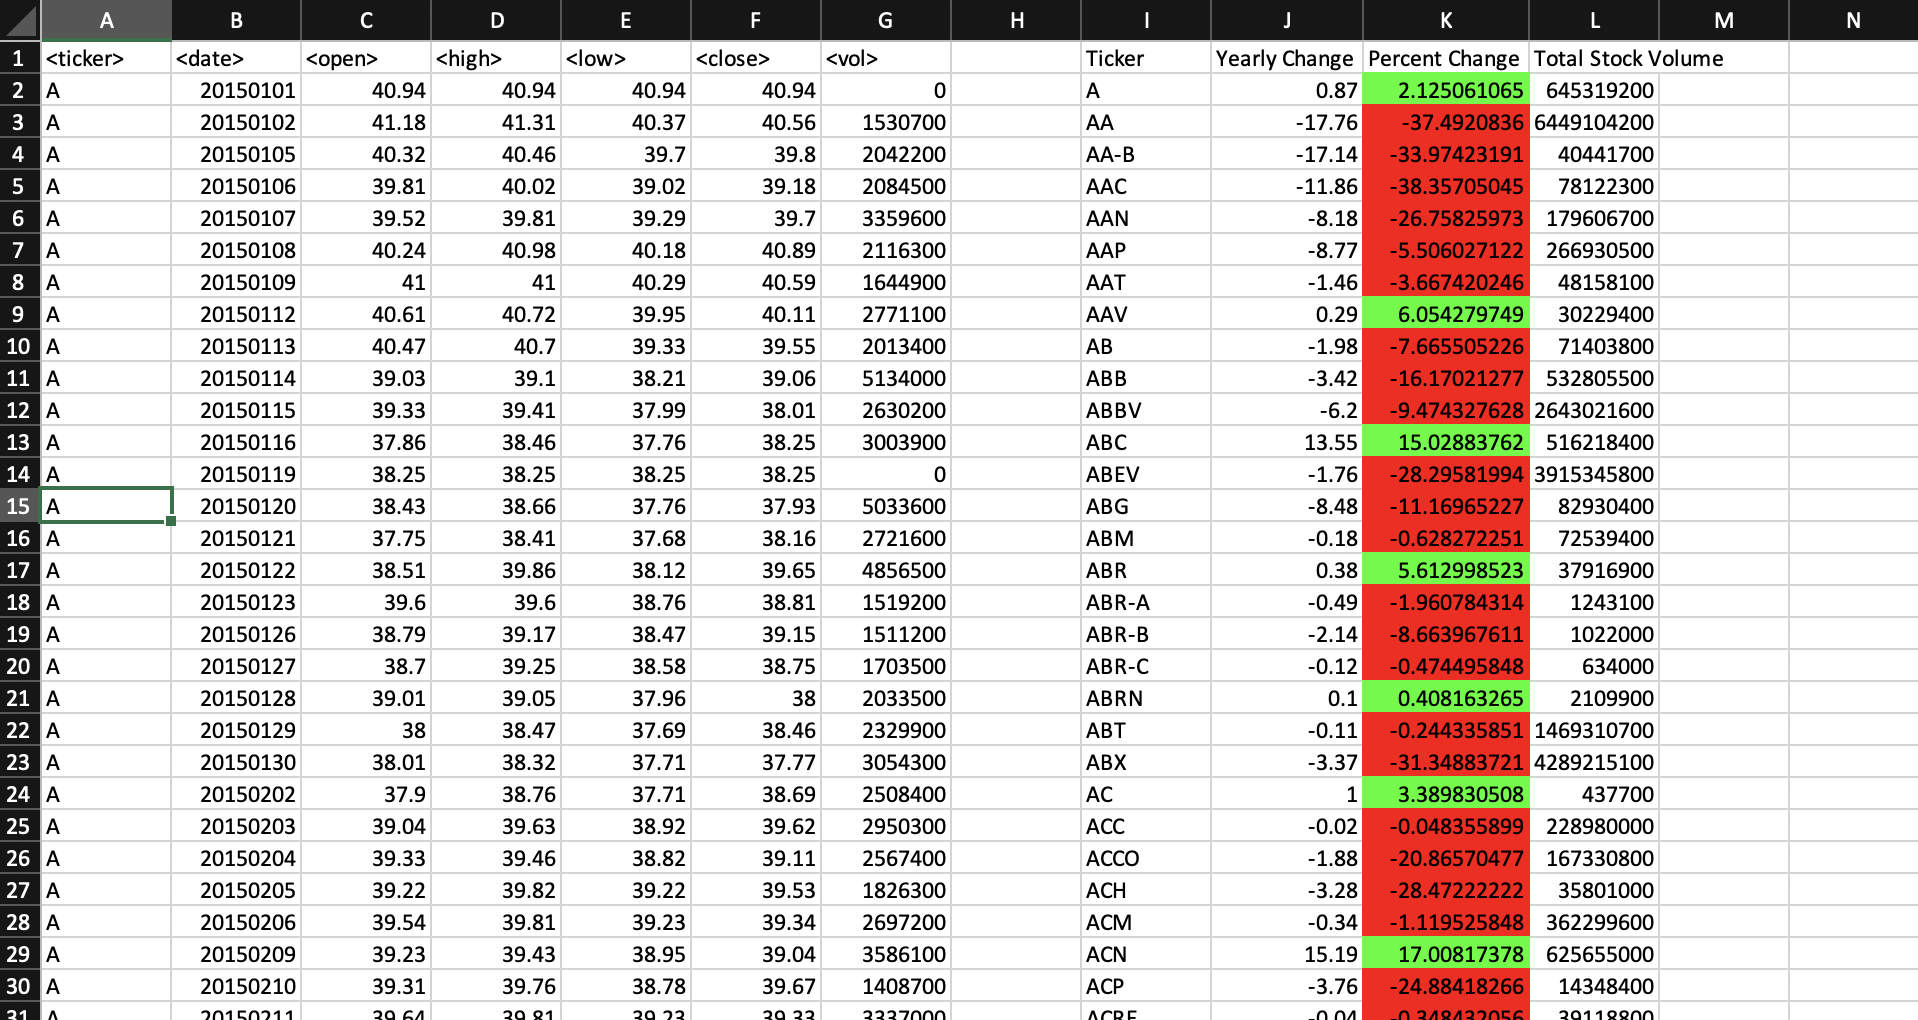 A B C D E F G H I J K L M N
1 <ticker> <date> <open> <high> <low> <close> <vol> Ticker Yearly Change Percent Change Total Stock Volume
2 A 20150101 40.94 40.94 40.94 40.94 0 A 0.87 2.125061065 645319200
3 A 20150102 41.18 41.31 40.37 40.56 1530700 AA -17.76 -37.4920836 6449104200
4 A 20150105 40.32 40.46 39.7 39.8 2042200 AA-B -17.14 -33.97423191 40441700
5 A 20150106 39.81 40.02 39.02 39.18 2084500 AAC -11.86 -38.35705045 78122300
6 A 20150107 39.52 39.81 39.29 39.7 3359600 AAN -8.18 -26.75825973 179606700
7 A 20150108 40.24 40.98 40.18 40.89 2116300 AAP -8.77 -5.506027122 266930500
8 A 20150109 41 41 40.29 40.59 1644900 AAT -1.46 -3.667420246 48158100
9 A 20150112 40.61 40.72 39.95 40.11 2771100 AAV 0.29 6.054279749 30229400
10 A 20150113 40.47 40.7 39.33 39.55 2013400 AB -1.98 -7.665505226 71403800
11 A 20150114 39.03 39.1 38.21 39.06 5134000 ABB -3.42 -16.17021277 532805500
12 A 20150115 39.33 39.41 37.99 38.01 2630200 ABBV -6.2 -9.474327628 2643021600
13 A 20150116 37.86 38.46 37.76 38.25 3003900 ABC 13.55 15.02883762 516218400
14 A 20150119 38.25 38.25 38.25 38.25 0 ABEV -1.76 -28.29581994 3915345800
15 A 20150120 38.43 38.66 37.76 37.93 5033600 ABG -8.48 -11.16965227 82930400
16 A 20150121 37.75 38.41 37.68 38.16 2721600 ABM -0.18 -0.628272251 72539400
17 A 20150122 38.51 39.86 38.12 39.65 4856500 ABR 0.38 5.612998523 37916900
18 A 20150123 39.6 39.6 38.76 38.81 1519200 ABR-A -0.49 -1.960784314 1243100
19 A 20150126 38.79 39.17 38.47 39.15 1511200 ABR-B -2.14 -8.663967611 1022000
20 A 20150127 38.7 39.25 38.58 38.75 1703500 ABR-C -0.12 -0.474495848 634000
21 A 20150128 39.01 39.05 37.96 38 2033500 ABRN 0.1 0.408163265 2109900
22 A 20150129 38 38.47 37.69 38.46 2329900 ABT -0.11 -0.244335851 1469310700
23 A 20150130 38.01 38.32 37.71 37.77 3054300 ABX -3.37 -31.34883721 4289215100
24 A 20150202 37.9 38.76 37.71 38.69 2508400 AC 1 3.389830508 437700
25 A 20150203 39.04 39.63 38.92 39.62 2950300 ACC -0.02 -0.048355899 228980000
26 A 20150204 39.33 39.46 38.82 39.11 2567400 ACCO -1.88 -20.86570477 167330800
27 A 20150205 39.22 39.82 39.22 39.53 1826300 ACH -3.28 -28.47222222 35801000
28 A 20150206 39.54 39.81 39.23 39.34 2697200 ACM -0.34 -1.119525848 362299600
29 A 20150209 39.23 39.43 38.95 39.04 3586100 ACN 15.19 17.00817378 625655000
30 A 20150210 39.31 39.76 38.78 39.67 1408700 ACP -3.76 -24.88418266 14348400
31 A 20150211 39.64 39.81 39.23 39.33 3337000 ACRE -0.04 -0.348432056 39118800